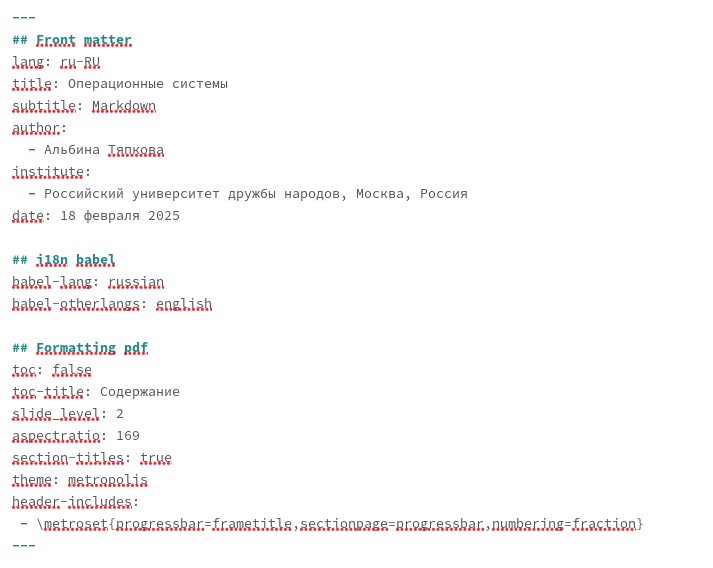 ---
## Front matter
lang: ru-RU
title: Операционные системы
subtitle: Markdown
author:
  - Альбина Тяпкова
institute:
  - Российский университет дружбы народов, Москва, Россия
date: 18 февраля 2025

## i18n babel
babel-lang: russian
babel-otherlangs: english

## Formatting pdf
toc: false
toc-title: Содержание
slide_level: 2
aspectratio: 169
section-titles: true
theme: metropolis
header-includes:
 - \metroset{progressbar=frametitle,sectionpage=progressbar,numbering=fraction}
---